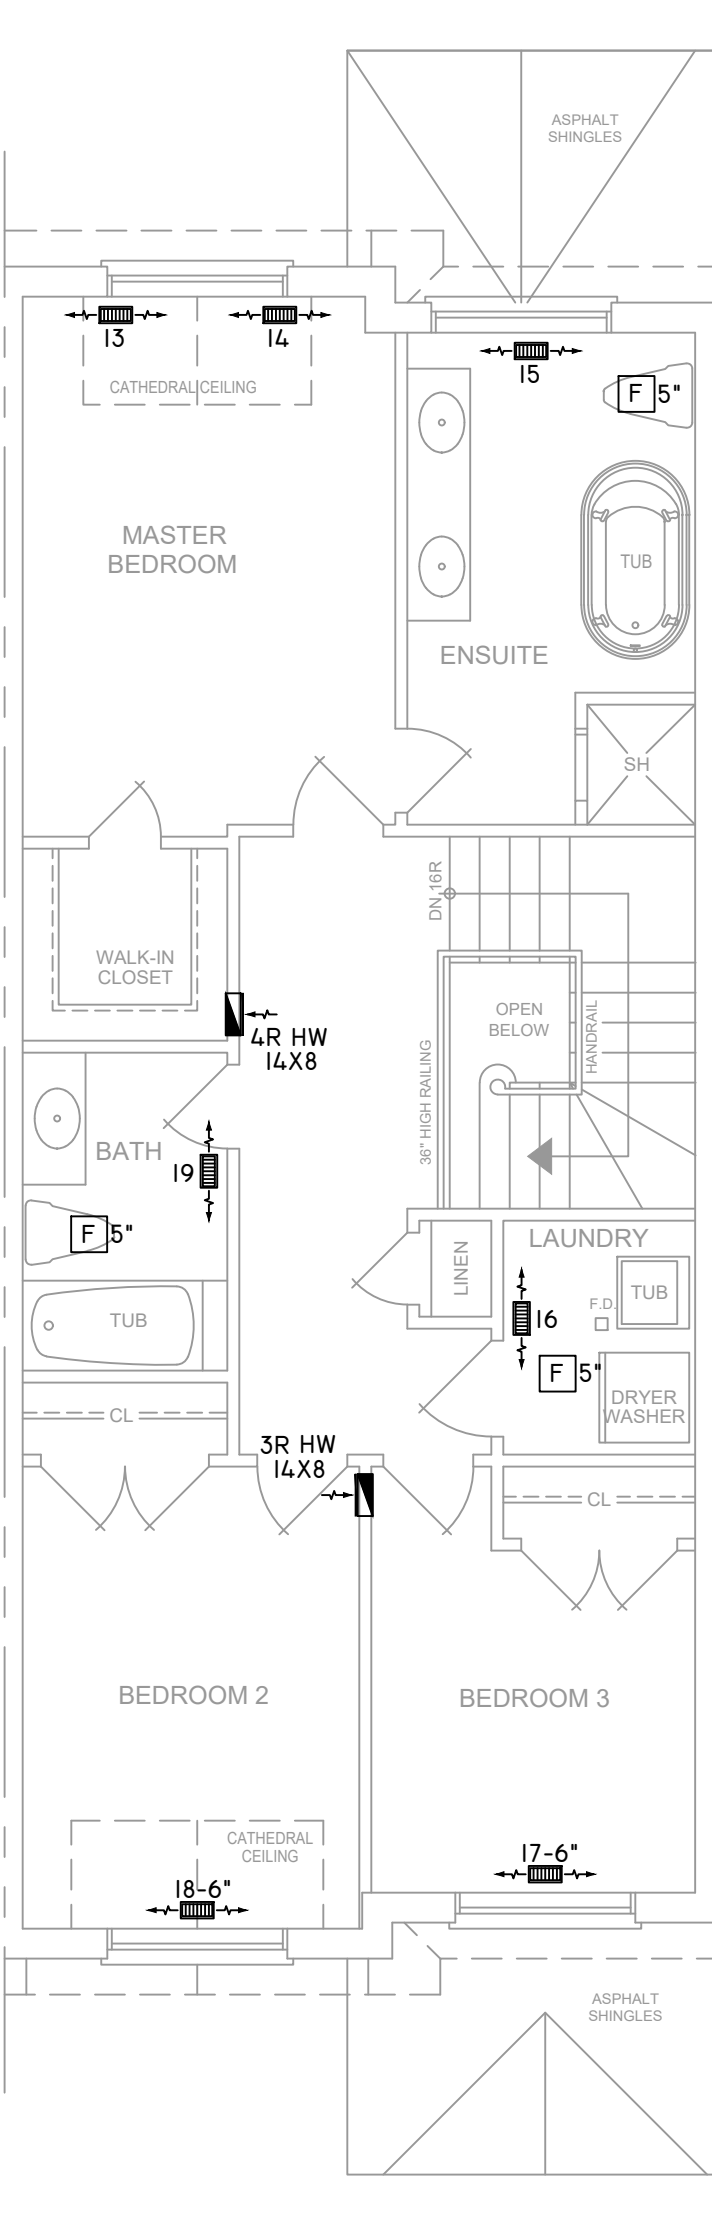 ASPHALT
SHINGLES
13
14
15
F 5"
CATHEDRAL CEILING
MASTER
BEDROOM
TUB
ENSUITE
SH
DN 16R
WALK-IN
CLOSET
OPEN
BELOW
HANDRAIL
36" HIGH RAILING
4R HW
14X8
BATH
19
F 5"
TUB
LAUNDRY
LINEN
TUB
F.D.
16
F 5"
DRYER
WASHER
CL
3R HW
14X8
CL
BEDROOM 2
BEDROOM 3
CATHEDRAL
CEILING
17-6"
18-6"
ASPHALT
SHINGLES